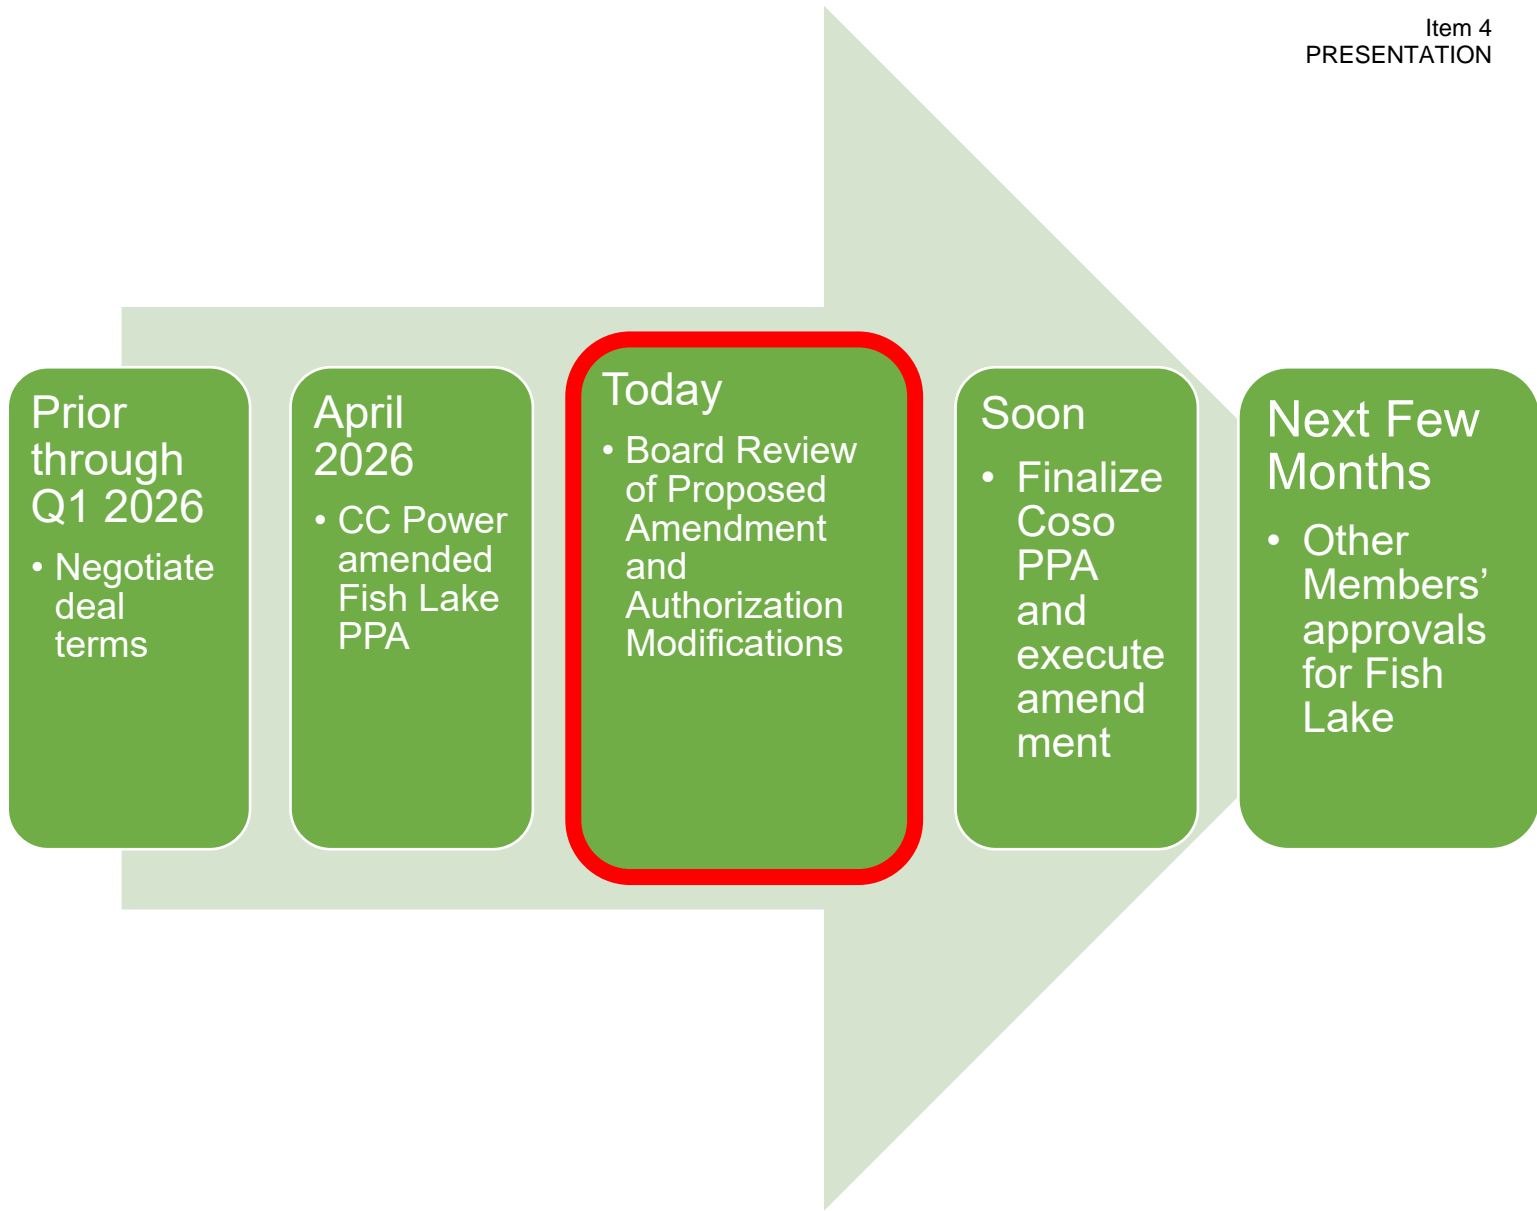 Item 4
PRESENTATION
Prior
through
Q1 2026
• Negotiate
deal
terms
April
2026
• CC Power
amended
Fish Lake
PPA
Today
• Board Review
of Proposed
Amendment
and
Authorization
Modifications
Soon
• Finalize
Coso
PPA
and
execute
amend
ment
Next Few
Months
• Other
Members’
approvals
for Fish
Lake